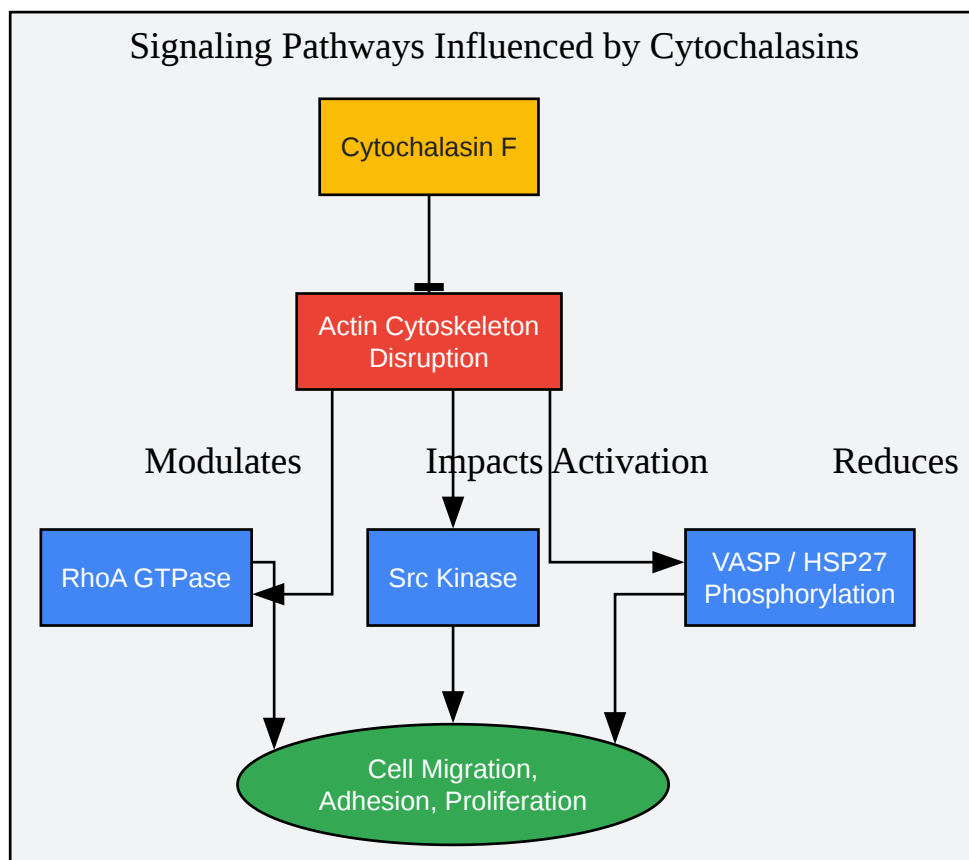 Signaling Pathways Influenced by Cytochalasins
Cytochalasin F
Actin Cytoskeleton
Disruption
Modulates
Impacts Activation
Reduces
RhoA GTPase
Src Kinase
VASP / HSP27
Phosphorylation
Cell Migration,
Adhesion, Proliferation